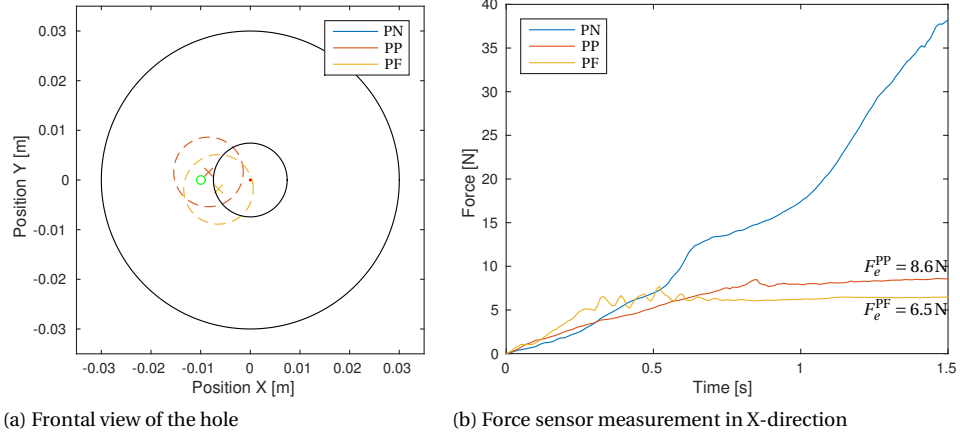 PN
PP
PF
0.03
0.02
0.01
0
-0.01
-0.02
-0.03
Position Y [m]
-0.03 -0.02 -0.01 0 0.01 0.02 0.03
Position X [m]
(a) Frontal view of the hole
PN
PP
PF
40
35
30
25
20
15
10
5
0
Force [N]
F_e^PP = 8.6 N
F_e^PF = 6.5 N
0 0.5 1 1.5
Time [s]
(b) Force sensor measurement in X-direction